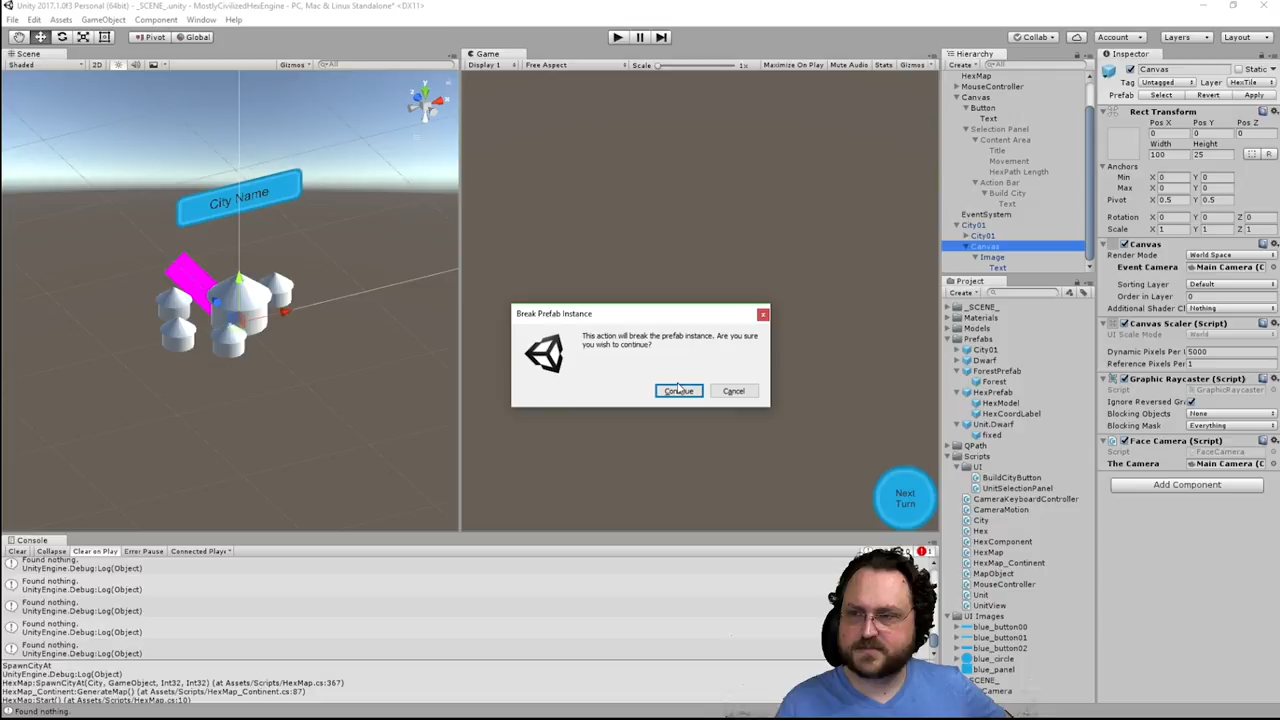 Unity 2017.1.0f3 Personal (64bit) - _SCENE_.unity - MostlyCivilizedHexEngine - PC, Mac & Linux Standalone* <DX11>
File Edit Assets GameObject Component Window Help
Pivot Global Collab Account Layers Layout
Scene Game Hierarchy Inspector
Shaded 2D Gizmos All Display 1 Free Aspect Scale 1x Maximize On Play Mute Audio Stats Gizmos Create All
HexMap
MouseController
Canvas
Button
Text
Selection Panel
Content Area
Title
Movement
HexPath Length
Action Bar
Build City
Text
EventSystem
City01
City01
Canvas
Image
Text
Canvas Static
Tag Untagged Layer HexTile
Prefab Select Revert Apply
Rect Transform
Pos X Pos Y Pos Z
0 0 0
Width Height
100 25
R
Anchors
Min X 0 Y 0
Max X 0 Y 0
Pivot X 0.5 Y 0.5
Rotation X 0 Y 0 Z 0
Scale X 1 Y 1 Z 1
Canvas
Render Mode World Space
Event Camera Main Camera (C
Sorting Layer Default
Order in Layer 0
Additional Shader Nothing
Canvas Scaler (Script)
UI Scale Mode World
Dynamic Pixels Per 5000
Reference Pixels Per 1
Graphic Raycaster (Script)
Script GraphicRaycaster
Ignore Reversed Gra
Blocking Objects None
Blocking Mask Everything
Face Camera (Script)
Script FaceCamera
The Camera Main Camera (C
Add Component
y
z
x
City Name
Break Prefab Instance
This action will break the prefab instance. Are you sure
you wish to continue?
Continue Cancel
Next
Turn
Project
Create
_SCENE_
Materials
Models
Prefabs
City01
Dwarf
ForestPrefab
Forest
HexPrefab
HexModel
HexCoordLabel
Unit.Dwarf
fixed
QPath
Scripts
UI
BuildCityButton
UnitSelectionPanel
CameraKeyboardController
CameraMotion
City
Hex
HexComponent
HexMap
HexMap_Continent
MapObject
MouseController
Unit
UnitView
UI Images
blue_button00
blue_button01
blue_button02
blue_circle
blue_panel
Console
Clear Collapse Clear on Play Error Pause Connected Player 1
Found nothing.
UnityEngine.Debug:Log(Object)
Found nothing.
UnityEngine.Debug:Log(Object)
Found nothing.
UnityEngine.Debug:Log(Object)
Found nothing.
UnityEngine.Debug:Log(Object)
Found nothing.
UnityEngine.Debug:Log(Object)
SpawnCityAt
UnityEngine.Debug:Log(Object)
HexMap:SpawnCityAt(City, GameObject, Int32, Int32) (at Assets/Scripts/HexMap.cs:367)
HexMap_Continent:GenerateMap() (at Assets/Scripts/HexMap_Continent.cs:87)
HexMap:Start() (at Assets/Scripts/HexMap.cs:10)
Found nothing.